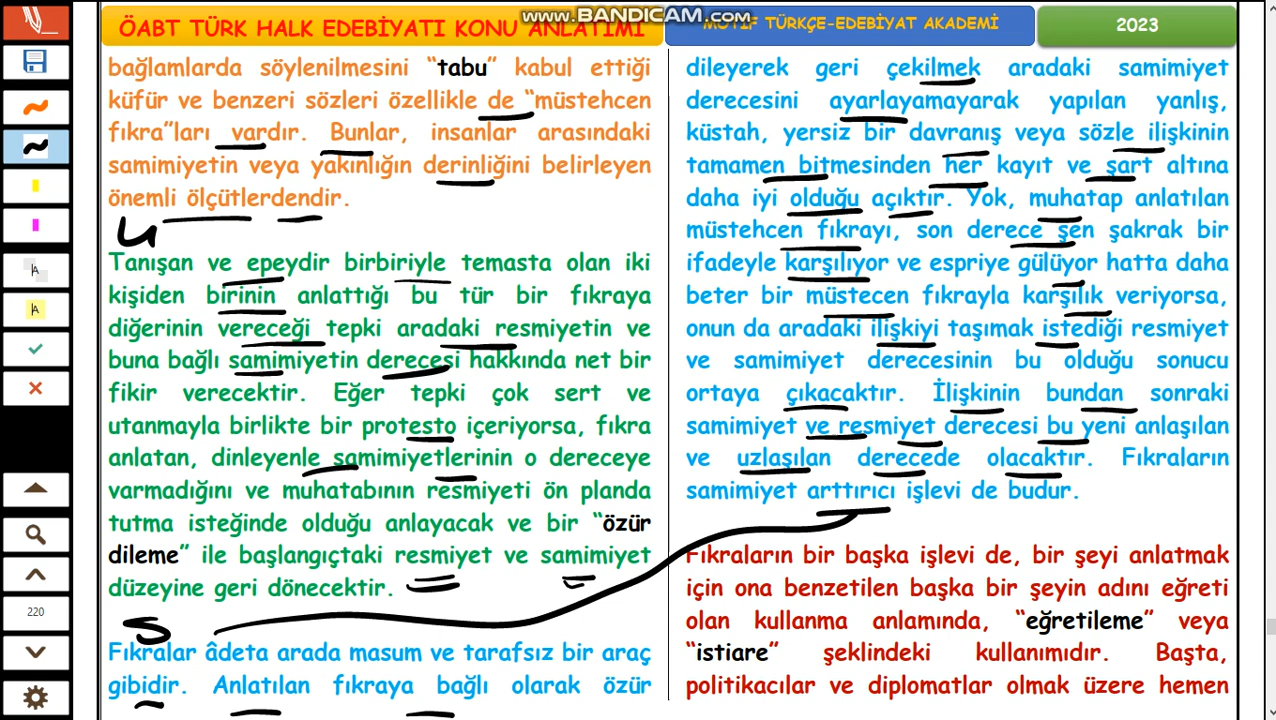 www.BANDICAM.com
ÖABT TÜRK HALK EDEBİYATI KONU ANLATIMI
MOTİF TÜRKÇE-EDEBİYAT AKADEMİ
2023
bağlamlarda söylenilmesini “tabu” kabul ettiği
küfür ve benzeri sözleri özellikle de “müstehcen
fıkra”ları vardır. Bunlar, insanlar arasındaki
samimiyetin veya yakınlığın derinliğini belirleyen
önemli ölçütlerdendir.
4
Tanışan ve epeydir birbiriyle temasta olan iki
kişiden birinin anlattığı bu tür bir fıkraya
diğerinin vereceği tepki aradaki resmiyetin ve
buna bağlı samimiyetin derecesi hakkında net bir
fikir verecektir. Eğer tepki çok sert ve
utanmayla birlikte bir protesto içeriyorsa, fıkra
anlatan, dinleyenle samimiyetlerinin o dereceye
varmadığını ve muhatabının resmiyeti ön planda
tutma isteğinde olduğu anlayacak ve bir “özür
dileme” ile başlangıçtaki resmiyet ve samimiyet
düzeyine geri dönecektir.
5
Fıkralar âdeta arada masum ve tarafsız bir araç
gibidir. Anlatılan fıkraya bağlı olarak özür
dileyerek geri çekilmek aradaki samimiyet
derecesini ayarlayamayarak yapılan yanlış,
küstah, yersiz bir davranış veya sözle ilişkinin
tamamen bitmesinden her kayıt ve şart altına
daha iyi olduğu açıktır. Yok, muhatap anlatılan
müstehcen fıkrayı, son derece şen şakrak bir
ifadeyle karşılıyor ve espriye gülüyor hatta daha
beter bir müstecen fıkrayla karşılık veriyorsa,
onun da aradaki ilişkiyi taşımak istediği resmiyet
ve samimiyet derecesinin bu olduğu sonucu
ortaya çıkacaktır. İlişkinin bundan sonraki
samimiyet ve resmiyet derecesi bu yeni anlaşılan
ve uzlaşılan derecede olacaktır. Fıkraların
samimiyet arttırıcı işlevi de budur.
Fıkraların bir başka işlevi de, bir şeyi anlatmak
için ona benzetilen başka bir şeyin adını eğreti
olan kullanma anlamında, “eğretileme” veya
“istiare” şeklindeki kullanımıdır. Başta,
politikacılar ve diplomatlar olmak üzere hemen
220